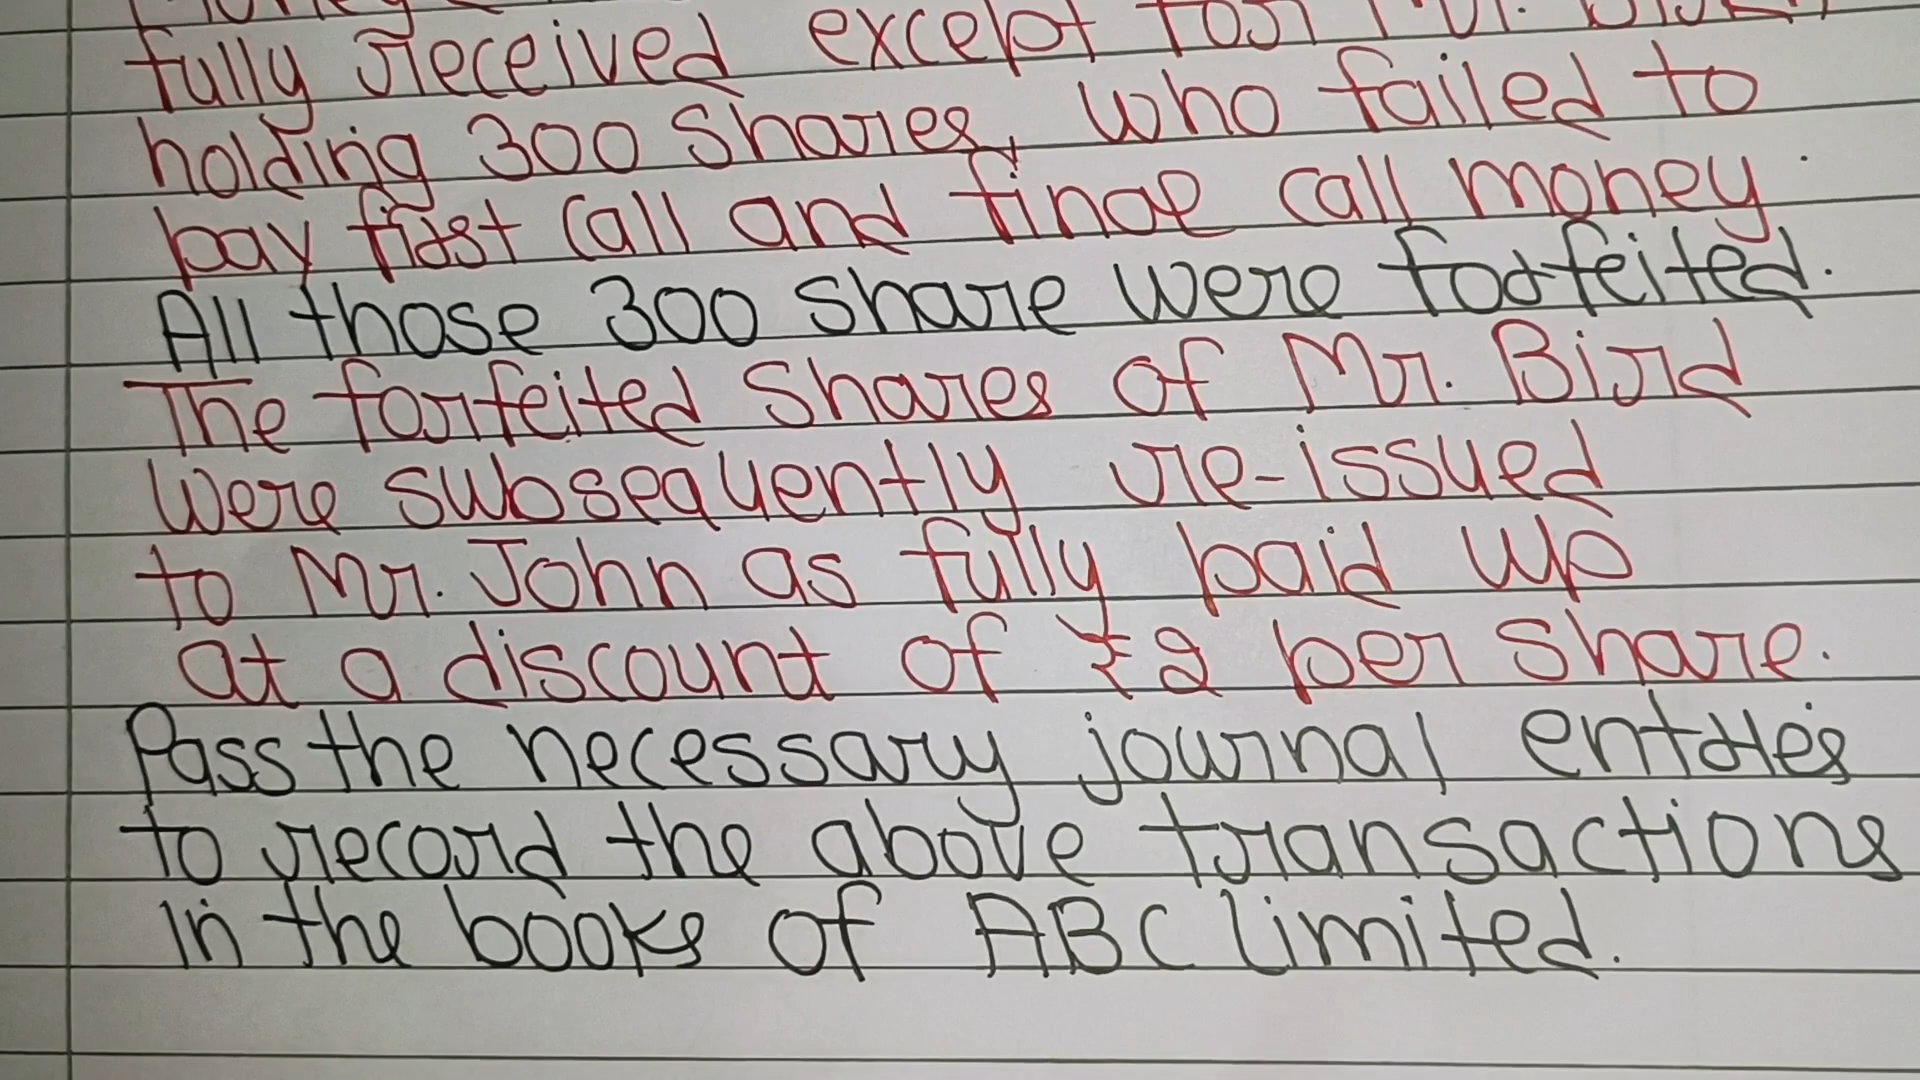 fully received except for Mr. Bird
holding 300 Shares, who failed to
pay first call and final call money.
All those 300 share were forfeited.
The forfeited Shares of Mr. Bird
were subsequently re-issued
to Mr. John as fully paid up
at a discount of ₹2 per share.
Pass the necessary journal entries
to record the above transactions
in the books of ABC limited.